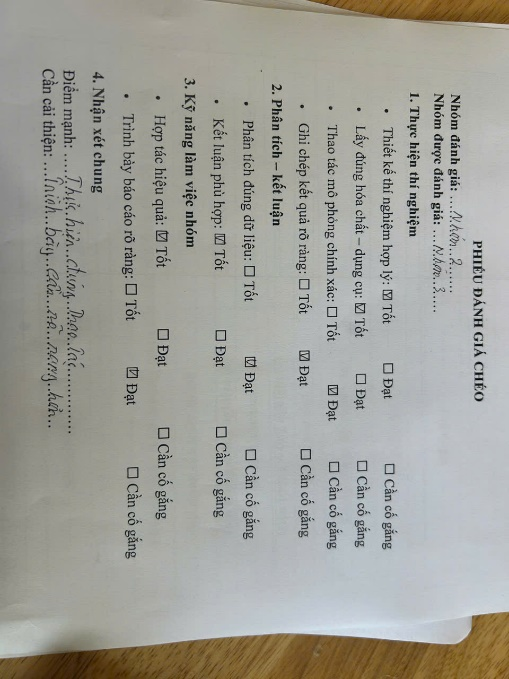 PHIẾU ĐÁNH GIÁ CHÉO
Nhóm đánh giá: ...Nhóm..2.......
Nhóm được đánh giá: ...Nhóm..3.....
1. Thực hiện thí nghiệm
• Thiết kế thí nghiệm hợp lý: ☑ Tốt ☐ Đạt ☐ Cần cố gắng
• Lấy đúng hóa chất – dụng cụ: ☑ Tốt ☐ Đạt ☐ Cần cố gắng
• Thao tác mô phỏng chính xác: ☐ Tốt ☑ Đạt ☐ Cần cố gắng
• Ghi chép kết quả rõ ràng: ☐ Tốt ☑ Đạt ☐ Cần cố gắng
2. Phân tích – kết luận
• Phân tích đúng dữ liệu: ☐ Tốt ☑ Đạt ☐ Cần cố gắng
• Kết luận phù hợp: ☑ Tốt ☐ Đạt ☐ Cần cố gắng
3. Kỹ năng làm việc nhóm
• Hợp tác hiệu quả: ☑ Tốt ☐ Đạt ☐ Cần cố gắng
• Trình bày báo cáo rõ ràng: ☐ Tốt ☑ Đạt ☐ Cần cố gắng
4. Nhận xét chung
Điểm mạnh: .....Thực..hiện...đúng..thao..tác...............
Cần cải thiện: ...Trình..bày...cần...rõ..ràng..hơn...